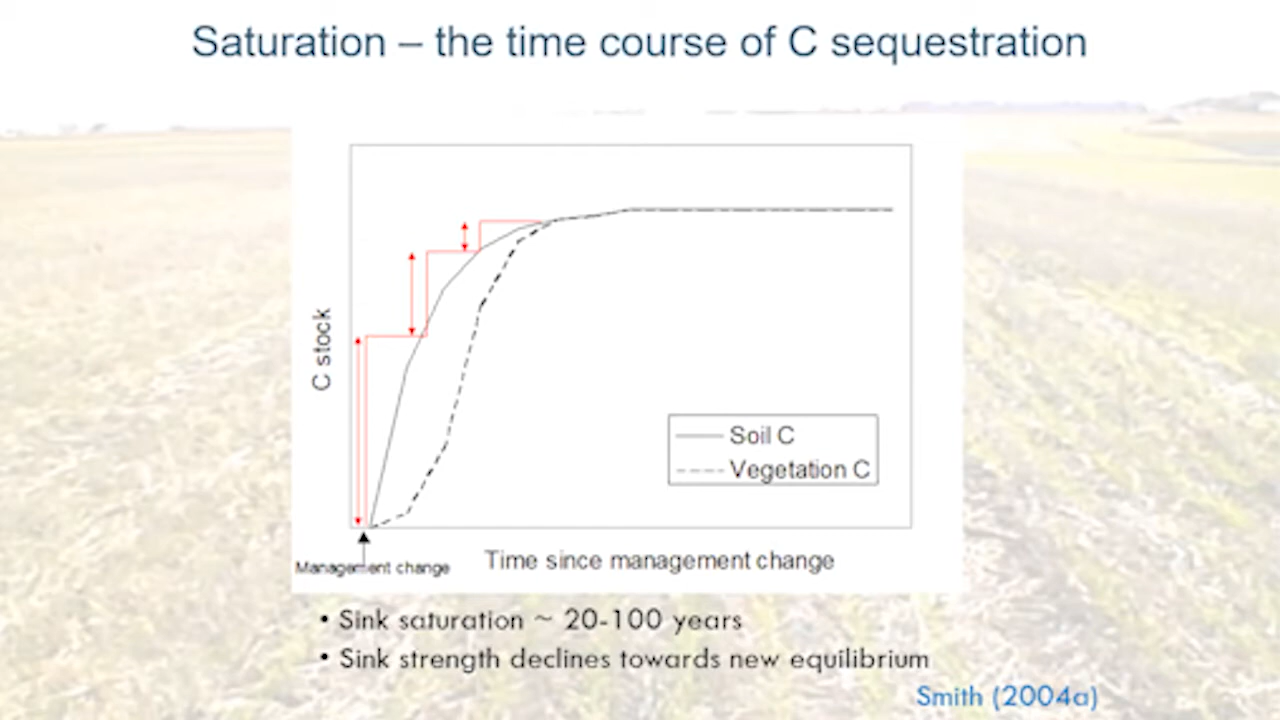 Saturation – the time course of C sequestration
C stock
Soil C
Vegetation C
Management change
Time since management change
• Sink saturation ~ 20-100 years
• Sink strength declines towards new equilibrium
Smith (2004a)